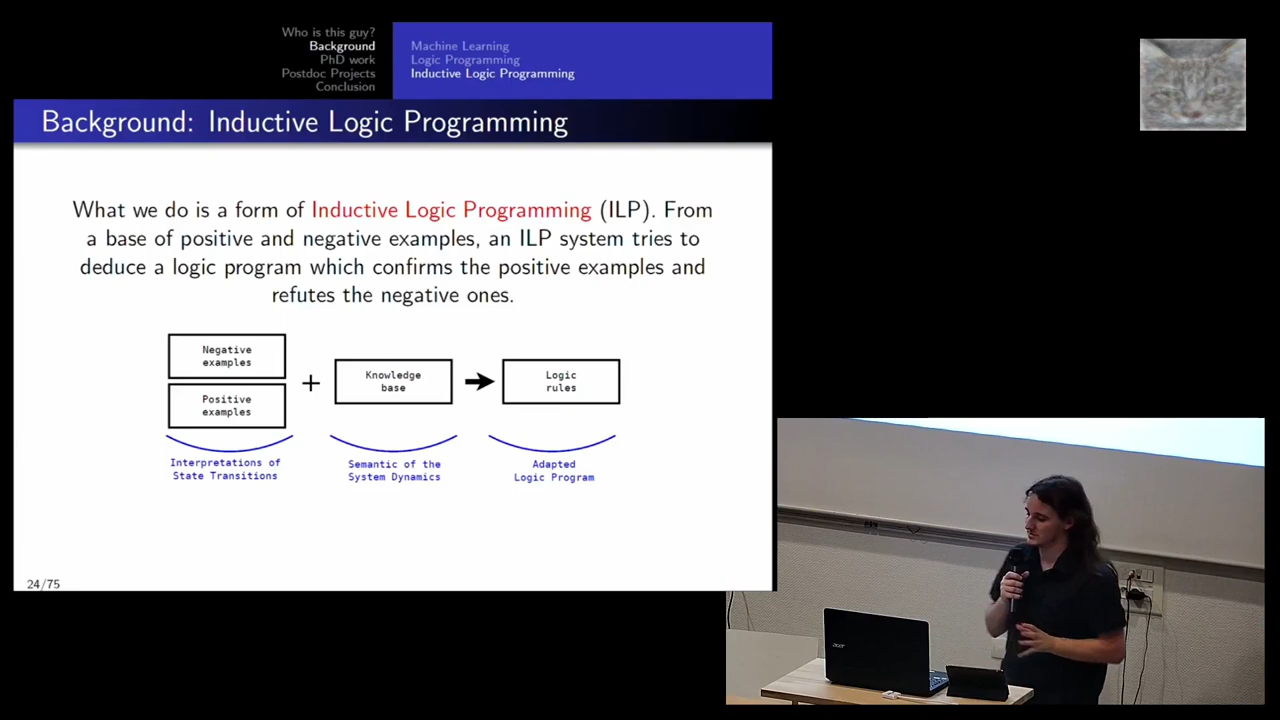 Who is this guy?
Background
PhD work
Postdoc Projects
Conclusion
Machine Learning
Logic Programming
Inductive Logic Programming
Background: Inductive Logic Programming
What we do is a form of Inductive Logic Programming (ILP). From
a base of positive and negative examples, an ILP system tries to
deduce a logic program which confirms the positive examples and
refutes the negative ones.
Negative
examples
Positive
examples
+
Knowledge
base
Logic
rules
Interpretations of
State Transitions
Semantic of the
System Dynamics
Adapted
Logic Program
24/75
acer